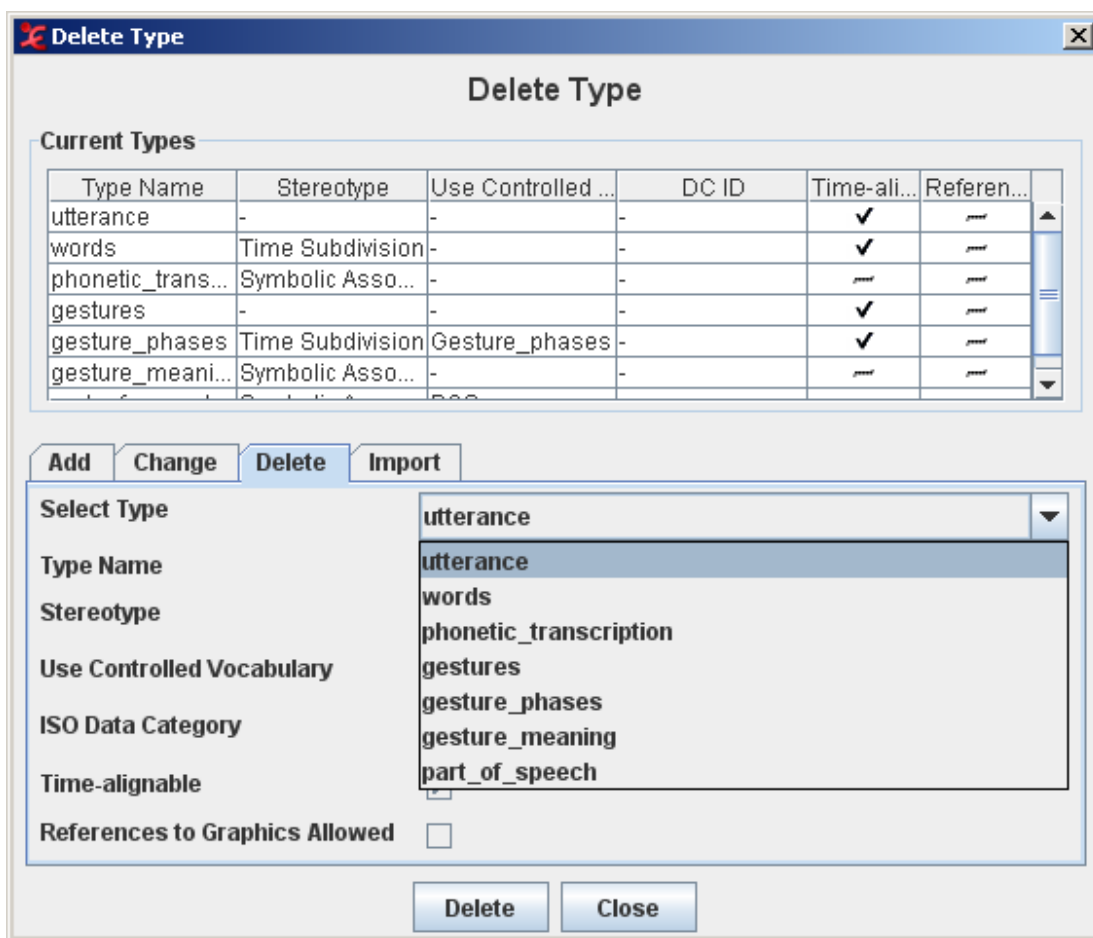 Delete Type
Delete Type
Current Types
Type Name Stereotype Use Controlled ... DC ID Time-ali... Referen...
utterance - - -
words Time Subdivision - -
phonetic_trans... Symbolic Asso... - -
gestures - - -
gesture_phases Time Subdivision Gesture_phases -
gesture_meani... Symbolic Asso... - -
Add Change Delete Import
Select Type utterance
Type Name utterance
words
Stereotype
phonetic_transcription
Use Controlled Vocabulary gestures
gesture_phases
ISO Data Category gesture_meaning
Time-alignable part_of_speech
References to Graphics Allowed
Delete Close